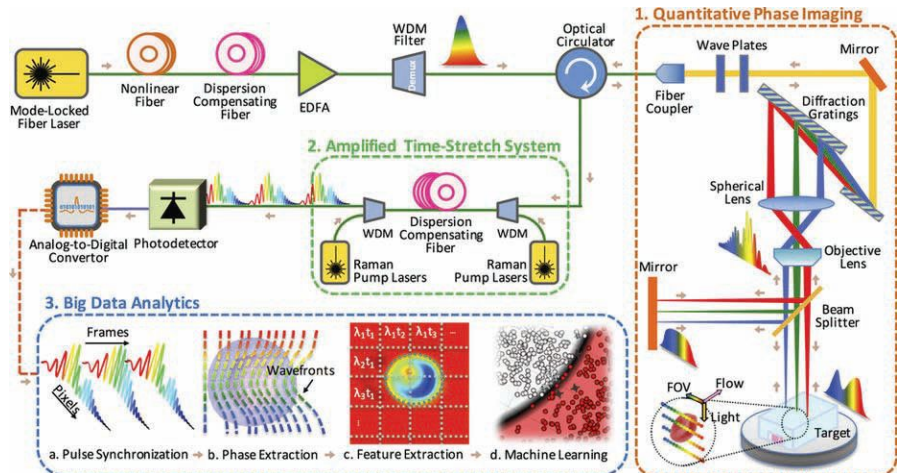 1. Quantitative Phase Imaging
WDM
Filter
Optical
Circulator
Wave Plates
Mirror
Demux
Fiber
Coupler
Diffraction
Gratings
Mode-Locked
Fiber Laser
Nonlinear
Fiber
Dispersion
Compensating
Fiber
EDFA
2. Amplified Time-Stretch System
Spherical
Lens
Analog-to-Digital
Convertor
Photodetector
WDM
Dispersion
Compensating
Fiber
WDM
Raman
Pump Lasers
Raman
Pump Lasers
Objective
Lens
Mirror
Beam
Splitter
3. Big Data Analytics
Frames
Pixels
Wavefronts
λ₁t₁ λ₁t₂ λ₁t₃ ...
λ₂t₁
λ₃t₁
⋮
FOV
Flow
Light
Target
a. Pulse Synchronization
b. Phase Extraction
c. Feature Extraction
d. Machine Learning